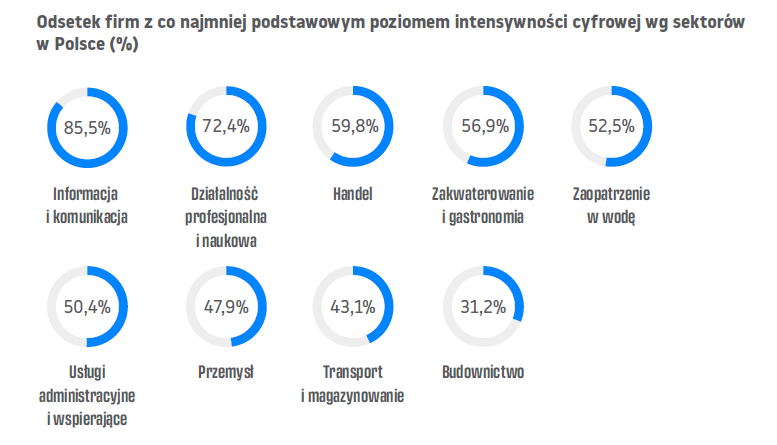 Odsetek firm z co najmniej podstawowym poziomem intensywności cyfrowej wg sektorów
w Polsce (%)
85,5%
72,4%
59,8%
56,9%
52,5%
Informacja
i komunikacja
Działalność
profesjonalna
i naukowa
Handel
Zakwaterowanie
i gastronomia
Zaopatrzenie
w wodę
50,4%
47,9%
43,1%
31,2%
Usługi
administracyjne
i wspierające
Przemysł
Transport
i magazynowanie
Budownictwo